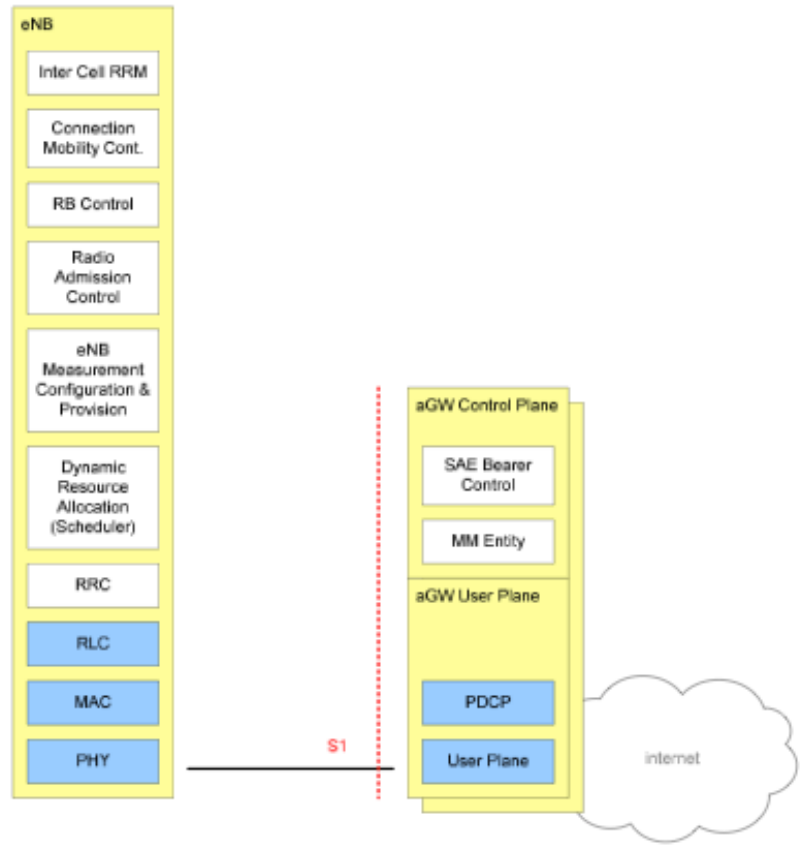 eNB
Inter Cell RRM
Connection
Mobility Cont.
RB Control
Radio
Admission
Control
eNB
Measurement
Configuration &
Provision
Dynamic
Resource
Allocation
(Scheduler)
RRC
RLC
MAC
PHY
S1
aGW Control Plane
SAE Bearer
Control
MM Entity
aGW User Plane
PDCP
User Plane
internet